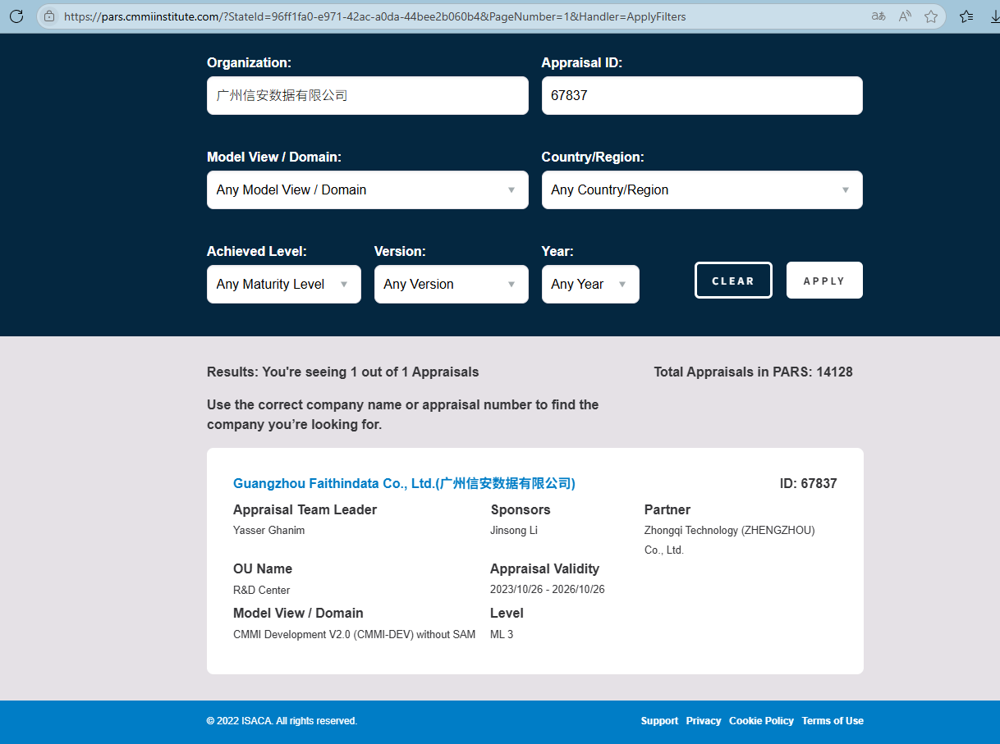 https://pars.cmmiinstitute.com/?StateId=96ff1fa0-e971-42ac-a0da-44bee2b060b4&PageNumber=1&Handler=ApplyFilters
Organization: Appraisal ID:
广州信安数据有限公司 67837
Model View / Domain: Country/Region:
Any Model View / Domain Any Country/Region
Achieved Level: Version: Year:
Any Maturity Level Any Version Any Year CLEAR APPLY
Results: You're seeing 1 out of 1 Appraisals Total Appraisals in PARS: 14128
Use the correct company name or appraisal number to find the
company you’re looking for.
Guangzhou Faithindata Co., Ltd.(广州信安数据有限公司) ID: 67837
Appraisal Team Leader Sponsors Partner
Yasser Ghanim Jinsong Li Zhongqi Technology (ZHENGZHOU)
Co., Ltd.
OU Name Appraisal Validity
R&D Center 2023/10/26 - 2026/10/26
Model View / Domain Level
CMMI Development V2.0 (CMMI-DEV) without SAM ML 3
© 2022 ISACA. All rights reserved. Support Privacy Cookie Policy Terms of Use